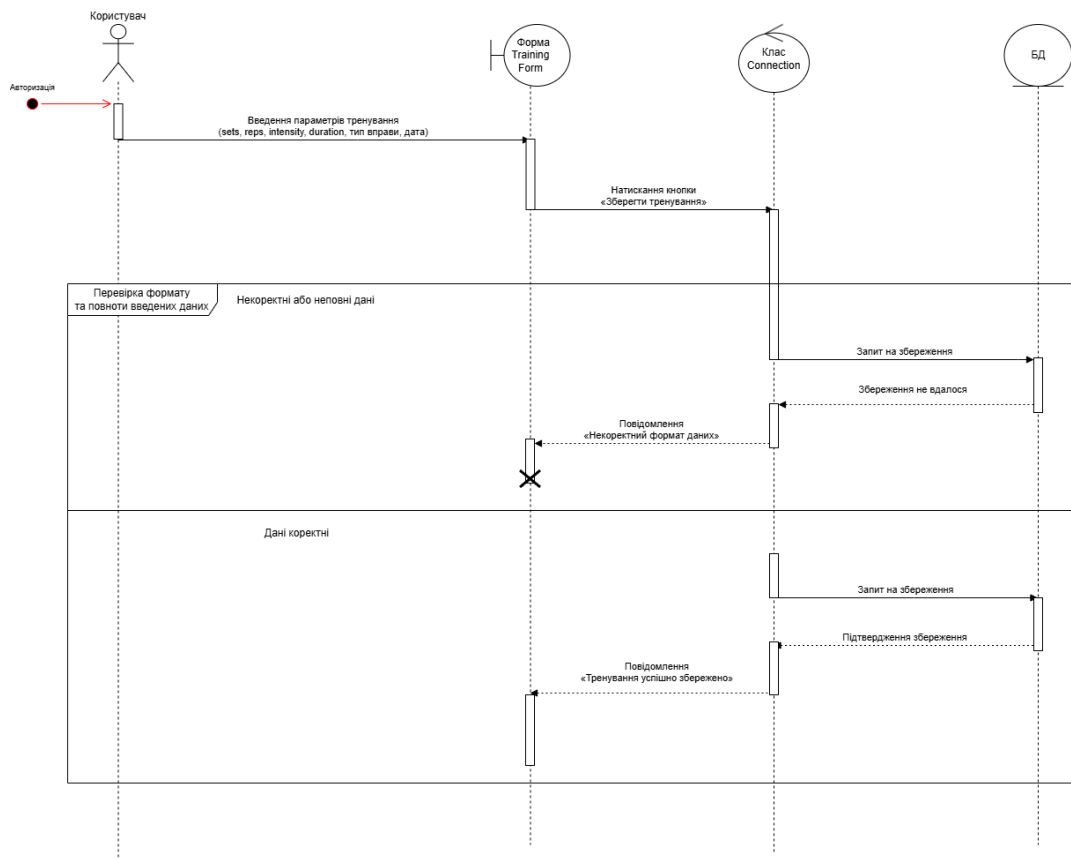 Користувач
Форма
Training
Form
Клас
Connection
БД
Авторизація
Введення параметрів тренування
(sets, reps, intensity, duration, тип вправи, дата)
Натискання кнопки
«Зберегти тренування»
Перевірка формату
та повноти введених даних
Некоректні або неповні дані
Запит на збереження
Збереження не вдалося
Повідомлення
«Некоректний формат даних»
Дані коректні
Запит на збереження
Підтвердження збереження
Повідомлення
«Тренування успішно збережено»